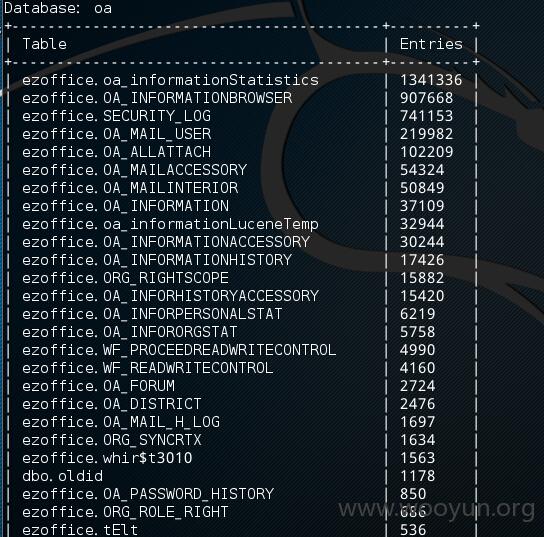 Database: oa
+----------------------------------------+---------+
| Table | Entries |
+----------------------------------------+---------+
| ezoffice.oa_informationStatistics | 1341336 |
| ezoffice.OA_INFORMATIONBROWSER | 907668 |
| ezoffice.SECURITY_LOG | 741153 |
| ezoffice.OA_MAIL_USER | 219982 |
| ezoffice.OA_ALLATTACH | 102209 |
| ezoffice.OA_MAILACCESSORY | 54324 |
| ezoffice.OA_MAILINTERIOR | 50849 |
| ezoffice.OA_INFORMATION | 37109 |
| ezoffice.oa_informationLuceneTemp | 32944 |
| ezoffice.OA_INFORMATIONACCESSORY | 30244 |
| ezoffice.OA_INFORMATIONHISTORY | 17426 |
| ezoffice.ORG_RIGHTSCOPE | 15882 |
| ezoffice.OA_INFORHISTORYACCESSORY | 15420 |
| ezoffice.OA_INFORPERSONALSTAT | 6219 |
| ezoffice.OA_INFORORGSTAT | 5758 |
| ezoffice.WF_PROCEEDREADWRITECONTROL | 4990 |
| ezoffice.WF_READWRITECONTROL | 4160 |
| ezoffice.OA_FORUM | 2724 |
| ezoffice.OA_DISTRICT | 2476 |
| ezoffice.OA_MAIL_H_LOG | 1697 |
| ezoffice.ORG_SYNCRTX | 1634 |
| ezoffice.whir$t3010 | 1563 |
| dbo.oldid | 1178 |
| ezoffice.OA_PASSWORD_HISTORY | 850 |
| ezoffice.ORG_ROLE_RIGHT | 686 |
| ezoffice.tElt | 536 |
www.wooyun.org